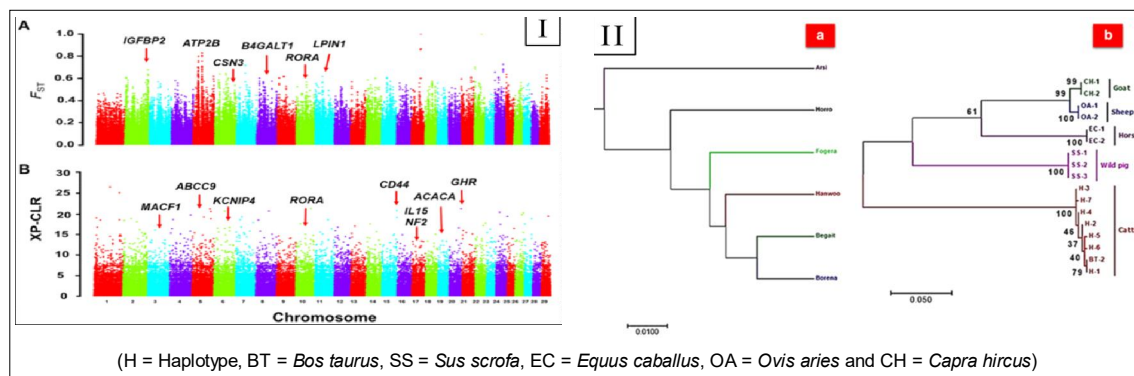 A
I
1.0
0.8
0.6
0.4
0.2
0
FST
IGFBP2
ATP2B
CSN3
B4GALT1
RORA
LPIN1
B
30
25
20
15
10
5
0
XP-CLR
MACF1
ABCC9
KCNIP4
RORA
CD44
IL15
NF2
ACACA
GHR
1 2 3 4 5 6 7 8 9 10 11 12 13 14 15 16 17 18 19 20 21 22 23 24 25 26 27 28 29
Chromosome
II
a
Arsi
Horro
Fogera
Hanwoo
Begait
Borena
0.0100
b
99
CH-1
CH-2
Goat
99
OA-1
OA-2
Sheep
100
61
EC-1
EC-2
Hors
100
SS-1
SS-2
SS-3
Wild pig
100
H-3
H-7
H-4
H-2
H-5
H-6
BT-2
H-1
Catt
100
46
37
40
79
0.050
(H = Haplotype, BT = Bos taurus, SS = Sus scrofa, EC = Equus caballus, OA = Ovis aries and CH = Capra hircus)